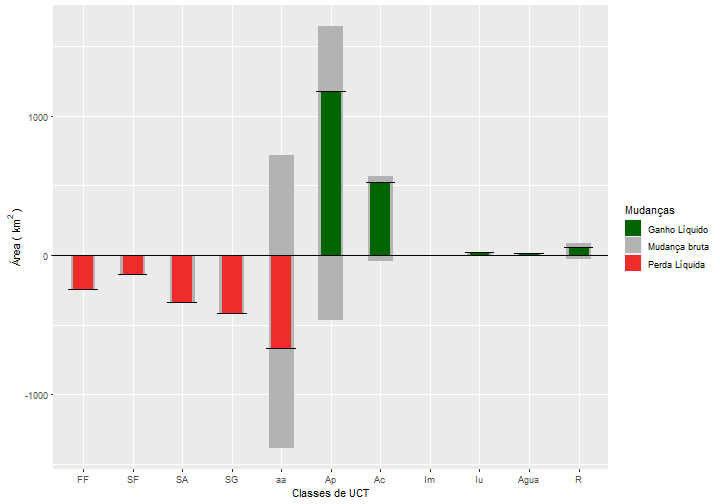 Área ( km² )
1000
0
-1000
FF SF SA SG aa Ap Ac Im Iu Agua R
Classes de UCT
Mudanças
Ganho Líquido
Mudança bruta
Perda Líquida